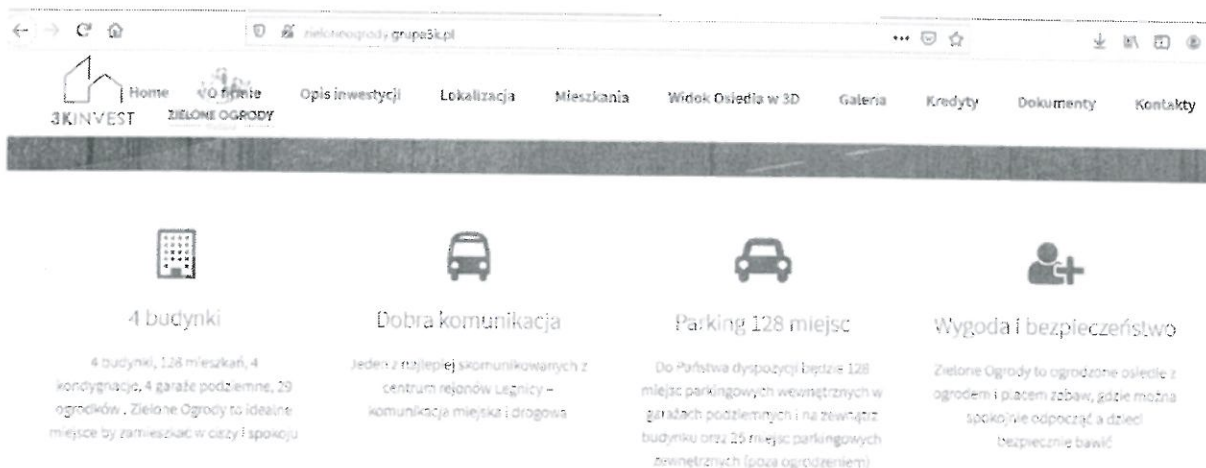 zieloneogrody.grupa3k.pl
Home
O firmie
Opis inwestycji
Lokalizacja
Mieszkania
Widok Osiedla w 3D
Galeria
Kredyty
Dokumenty
Kontakty
3KINVEST
ZIELONE OGRODY
4 budynki
4 budynki, 128 mieszkań, 4
kondygnacje, 4 garaże podziemne, 29
ogródków. Zielone Ogrody to idealne
miejsce by zamieszkać w ciszy i spokoju
Dobra komunikacja
Jeden z najlepiej skomunikowanych z
centrum rejonów Legnicy –
komunikacja miejska i drogowa
Parking 128 miejsc
Do Państwa dyspozycji będzie 128
miejsc parkingowych wewnętrznych w
garażach podziemnych i na zewnątrz
budynku oraz 26 miejsc parkingowych
zewnętrznych (poza ogrodzeniem)
Wygoda i bezpieczeństwo
Zielone Ogrody to ogrodzone osiedle z
ogrodem i placem zabaw, gdzie można
spokojnie odpocząć a dzieci
bezpiecznie bawić